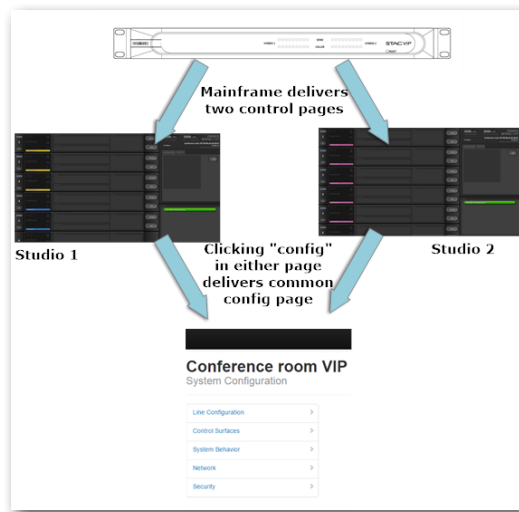 STAC VIP
Mainframe delivers
two control pages
Studio 1
Studio 2
Clicking "config"
in either page
delivers common
config page
Conference room VIP
System Configuration
Line Configuration
Control Surfaces
System Behavior
Network
Security